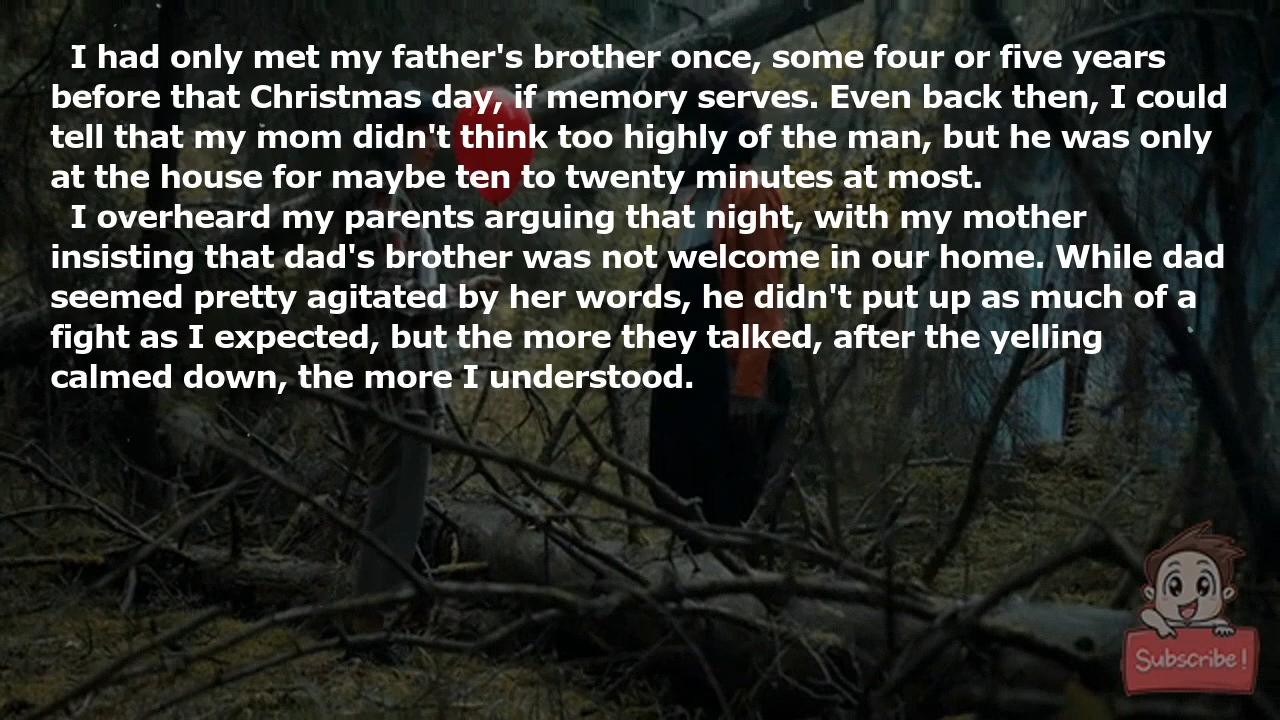 I had only met my father's brother once, some four or five years
before that Christmas day, if memory serves. Even back then, I could
tell that my mom didn't think too highly of the man, but he was only
at the house for maybe ten to twenty minutes at most.
I overheard my parents arguing that night, with my mother
insisting that dad's brother was not welcome in our home. While dad
seemed pretty agitated by her words, he didn't put up as much of a
fight as I expected, but the more they talked, after the yelling
calmed down, the more I understood.
Subscribe!